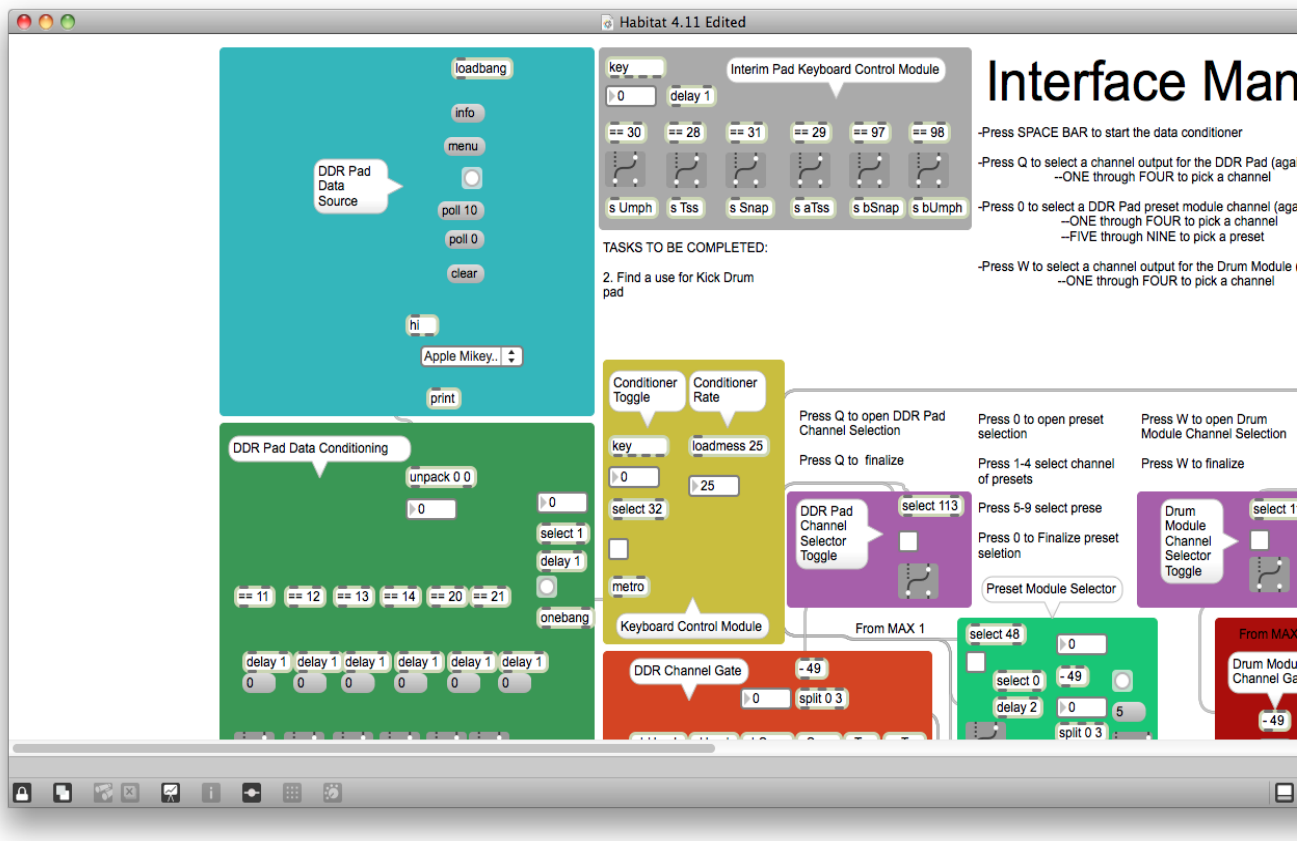 Habitat 4.11 Edited
loadbang
info
menu
DDR Pad
Data
Source
poll 10
poll 0
clear
hi
Apple Mikey..
print
key
Interim Pad Keyboard Control Module
0
delay 1
== 30
== 28
== 31
== 29
== 97
== 98
s Umph
s Tss
s Snap
s aTss
s bSnap
s bUmph
TASKS TO BE COMPLETED:
2. Find a use for Kick Drum
pad
Interface Man
-Press SPACE BAR to start the data conditioner
-Press Q to select a channel output for the DDR Pad (agai
--ONE through FOUR to pick a channel
-Press 0 to select a DDR Pad preset module channel (aga
--ONE through FOUR to pick a channel
--FIVE through NINE to pick a preset
-Press W to select a channel output for the Drum Module (
--ONE through FOUR to pick a channel
DDR Pad Data Conditioning
unpack 0 0
0
0
select 1
delay 1
== 11
== 12
== 13
== 14
== 20
== 21
onebang
delay 1
delay 1
delay 1
delay 1
delay 1
delay 1
0
0
0
0
0
0
Conditioner
Toggle
Conditioner
Rate
key
loadmess 25
0
25
select 32
metro
Keyboard Control Module
Press Q to open DDR Pad
Channel Selection
Press Q to finalize
DDR Pad
Channel
Selector
Toggle
select 113
Press 0 to open preset
selection
Press 1-4 select channel
of presets
Press 5-9 select prese
Press 0 to Finalize preset
seletion
Preset Module Selector
Press W to open Drum
Module Channel Selection
Press W to finalize
Drum
Module
Channel
Selector
Toggle
select 11
From MAX 1
DDR Channel Gate
- 49
0
split 0 3
select 48
0
select 0
- 49
delay 2
0
5
split 0 3
From MAX
Drum Modu
Channel Ga
- 49